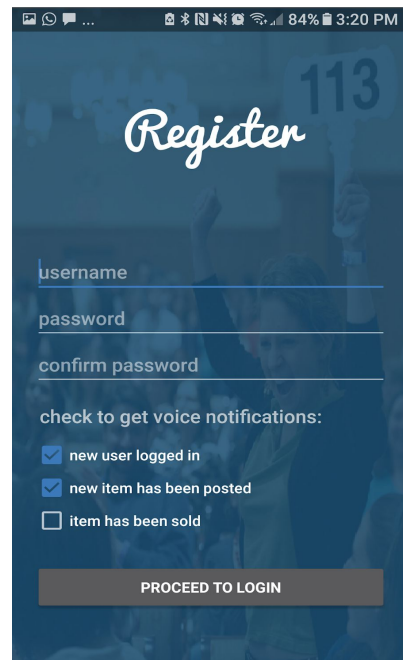 ... 84% 3:20 PM
113
Register
username
password
confirm password
check to get voice notifications:
new user logged in
new item has been posted
item has been sold
PROCEED TO LOGIN